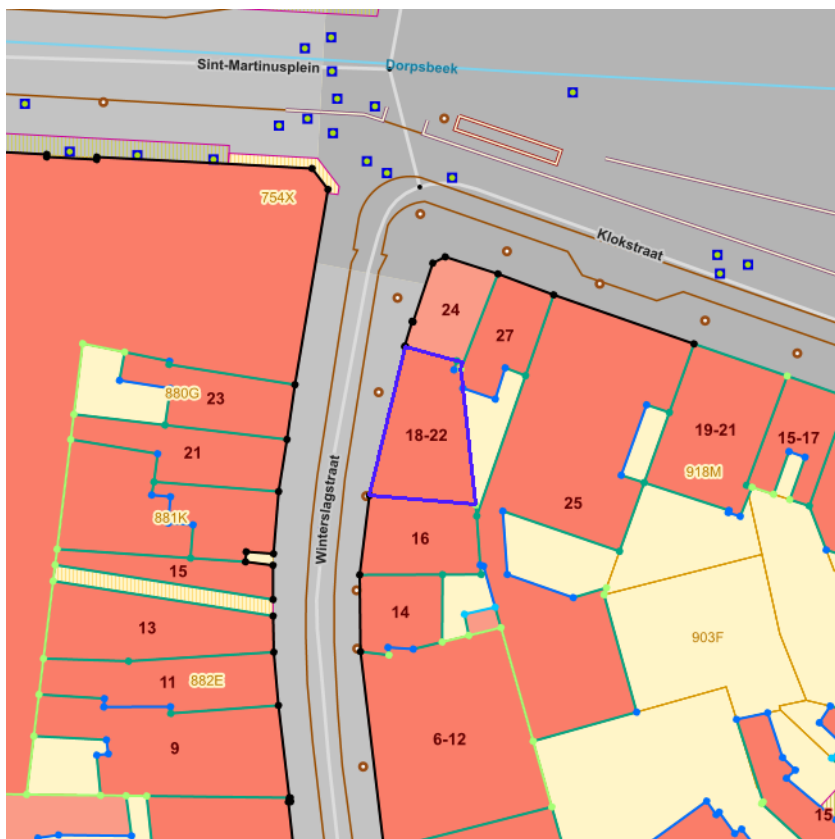 Sint-Martinusplein
Dorpsbeek
754X
Klokstraat
24
27
880G
23
18-22
19-21
15-17
21
918M
25
881K
Winterslagstraat
16
15
14
13
903F
11
882E
6-12
9
15